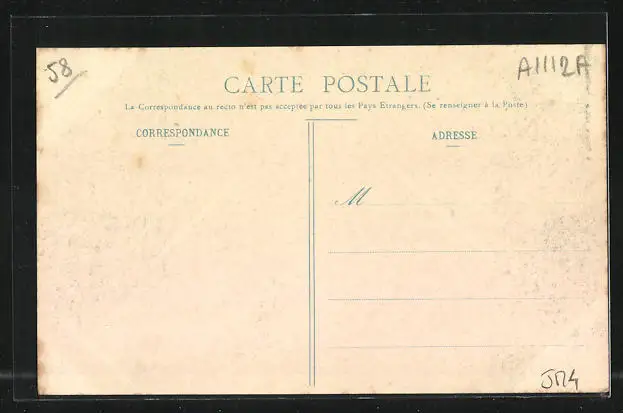 58
A1112A
CARTE POSTALE
La Correspondance au recto n'est pas acceptée par tous les Pays Etrangers. (Se renseigner à la Poste)
CORRESPONDANCE
ADRESSE
M